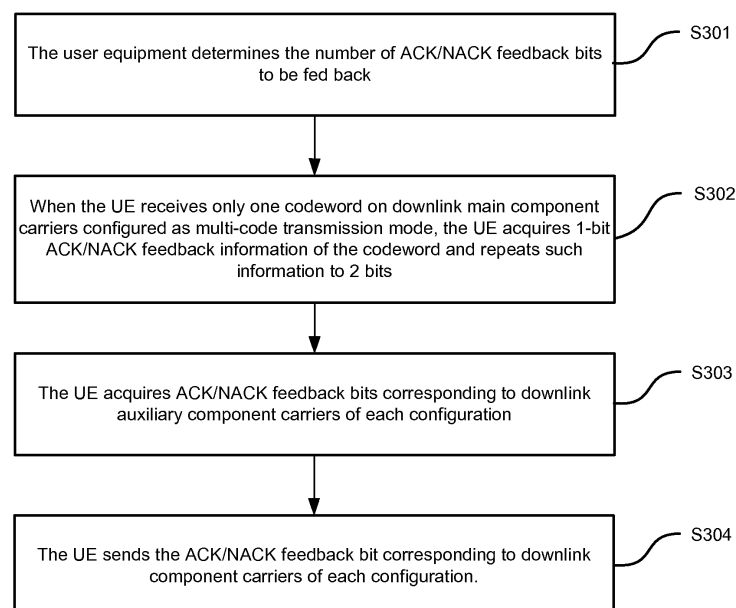 The user equipment determines the number of ACK/NACK feedback bits
to be fed back
S301
When the UE receives only one codeword on downlink main component
carriers configured as multi-code transmission mode, the UE acquires 1-bit
ACK/NACK feedback information of the codeword and repeats such
information to 2 bits
S302
The UE acquires ACK/NACK feedback bits corresponding to downlink
auxiliary component carriers of each configuration
S303
The UE sends the ACK/NACK feedback bit corresponding to downlink
component carriers of each configuration.
S304